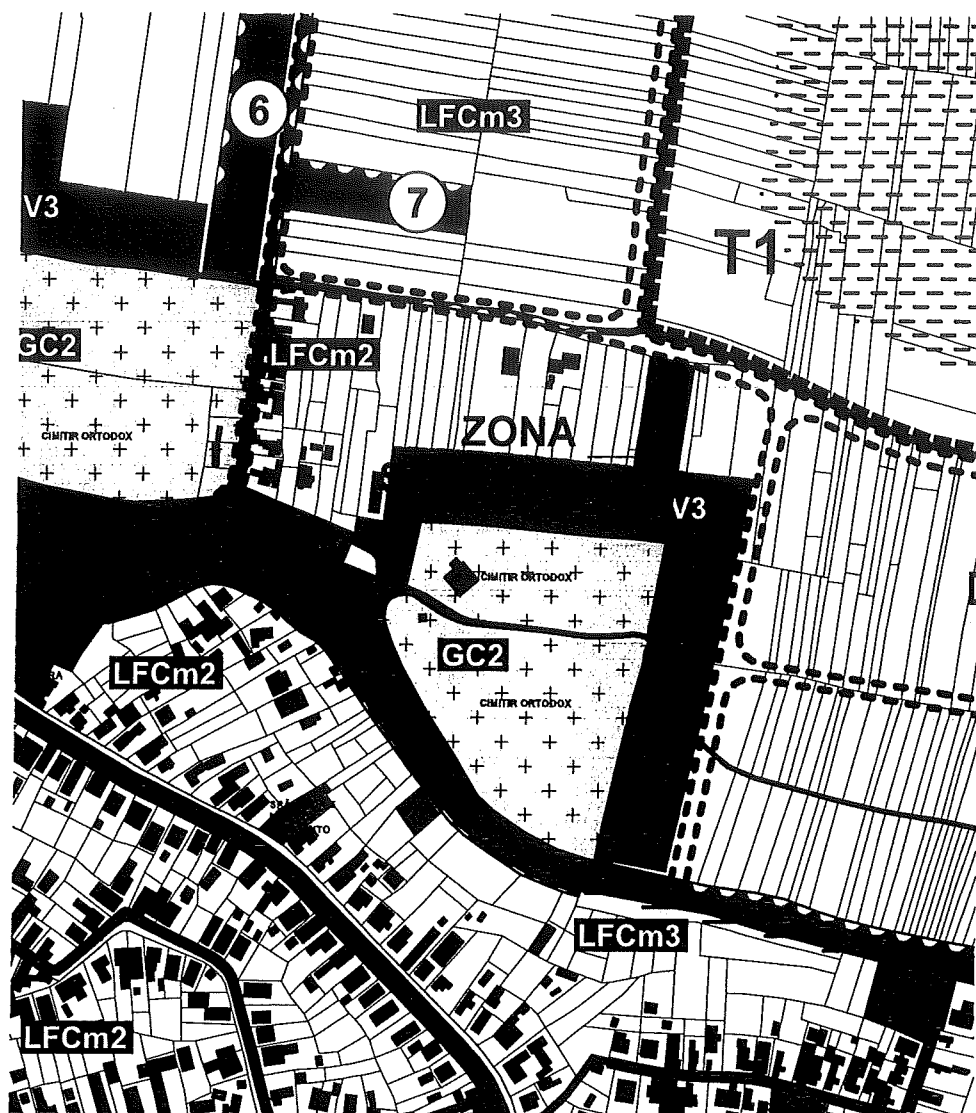 6
LFCm3
V3
7
T1
GC2
LFCm2
CIMITIR ORTODOX
ZONA
V3
CIMITIR ORTODOX
GC2
LFCm2
CIMITIR ORTODOX
LFCm3
LFCm2